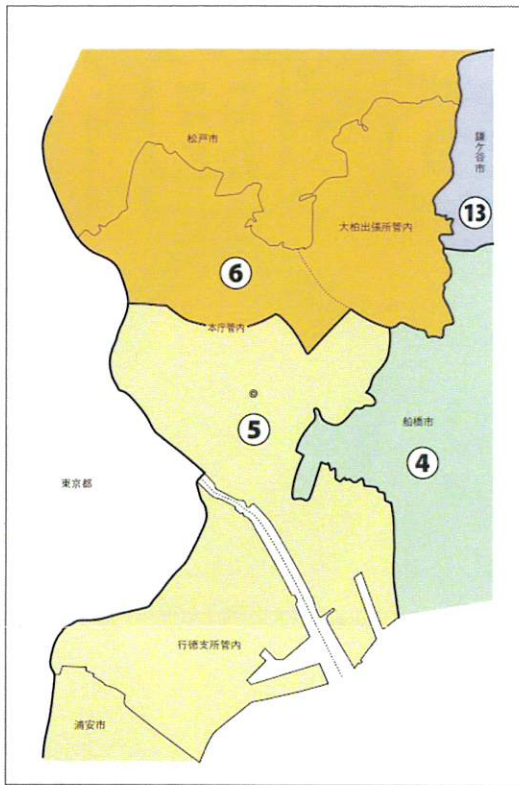 松戸市
鎌ケ谷市
⑬
大柏出張所管内
⑥
本庁管内
⑤
船橋市
④
東京都
行徳支所管内
浦安市